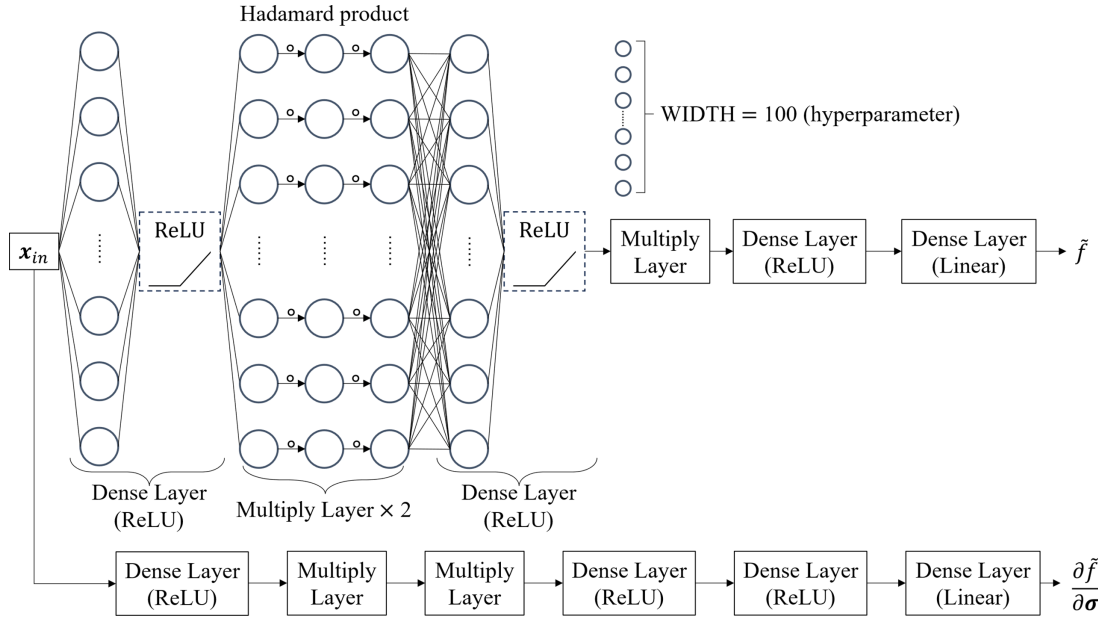 Hadamard product
WIDTH = 100 (hyperparameter)
x_in
ReLU
ReLU
Multiply
Layer
Dense Layer
(ReLU)
Dense Layer
(Linear)
f̃
Dense Layer
(ReLU)
Multiply Layer × 2
Dense Layer
(ReLU)
Dense Layer
(ReLU)
Multiply
Layer
Multiply
Layer
Dense Layer
(ReLU)
Dense Layer
(ReLU)
Dense Layer
(Linear)
∂f̃
∂σ